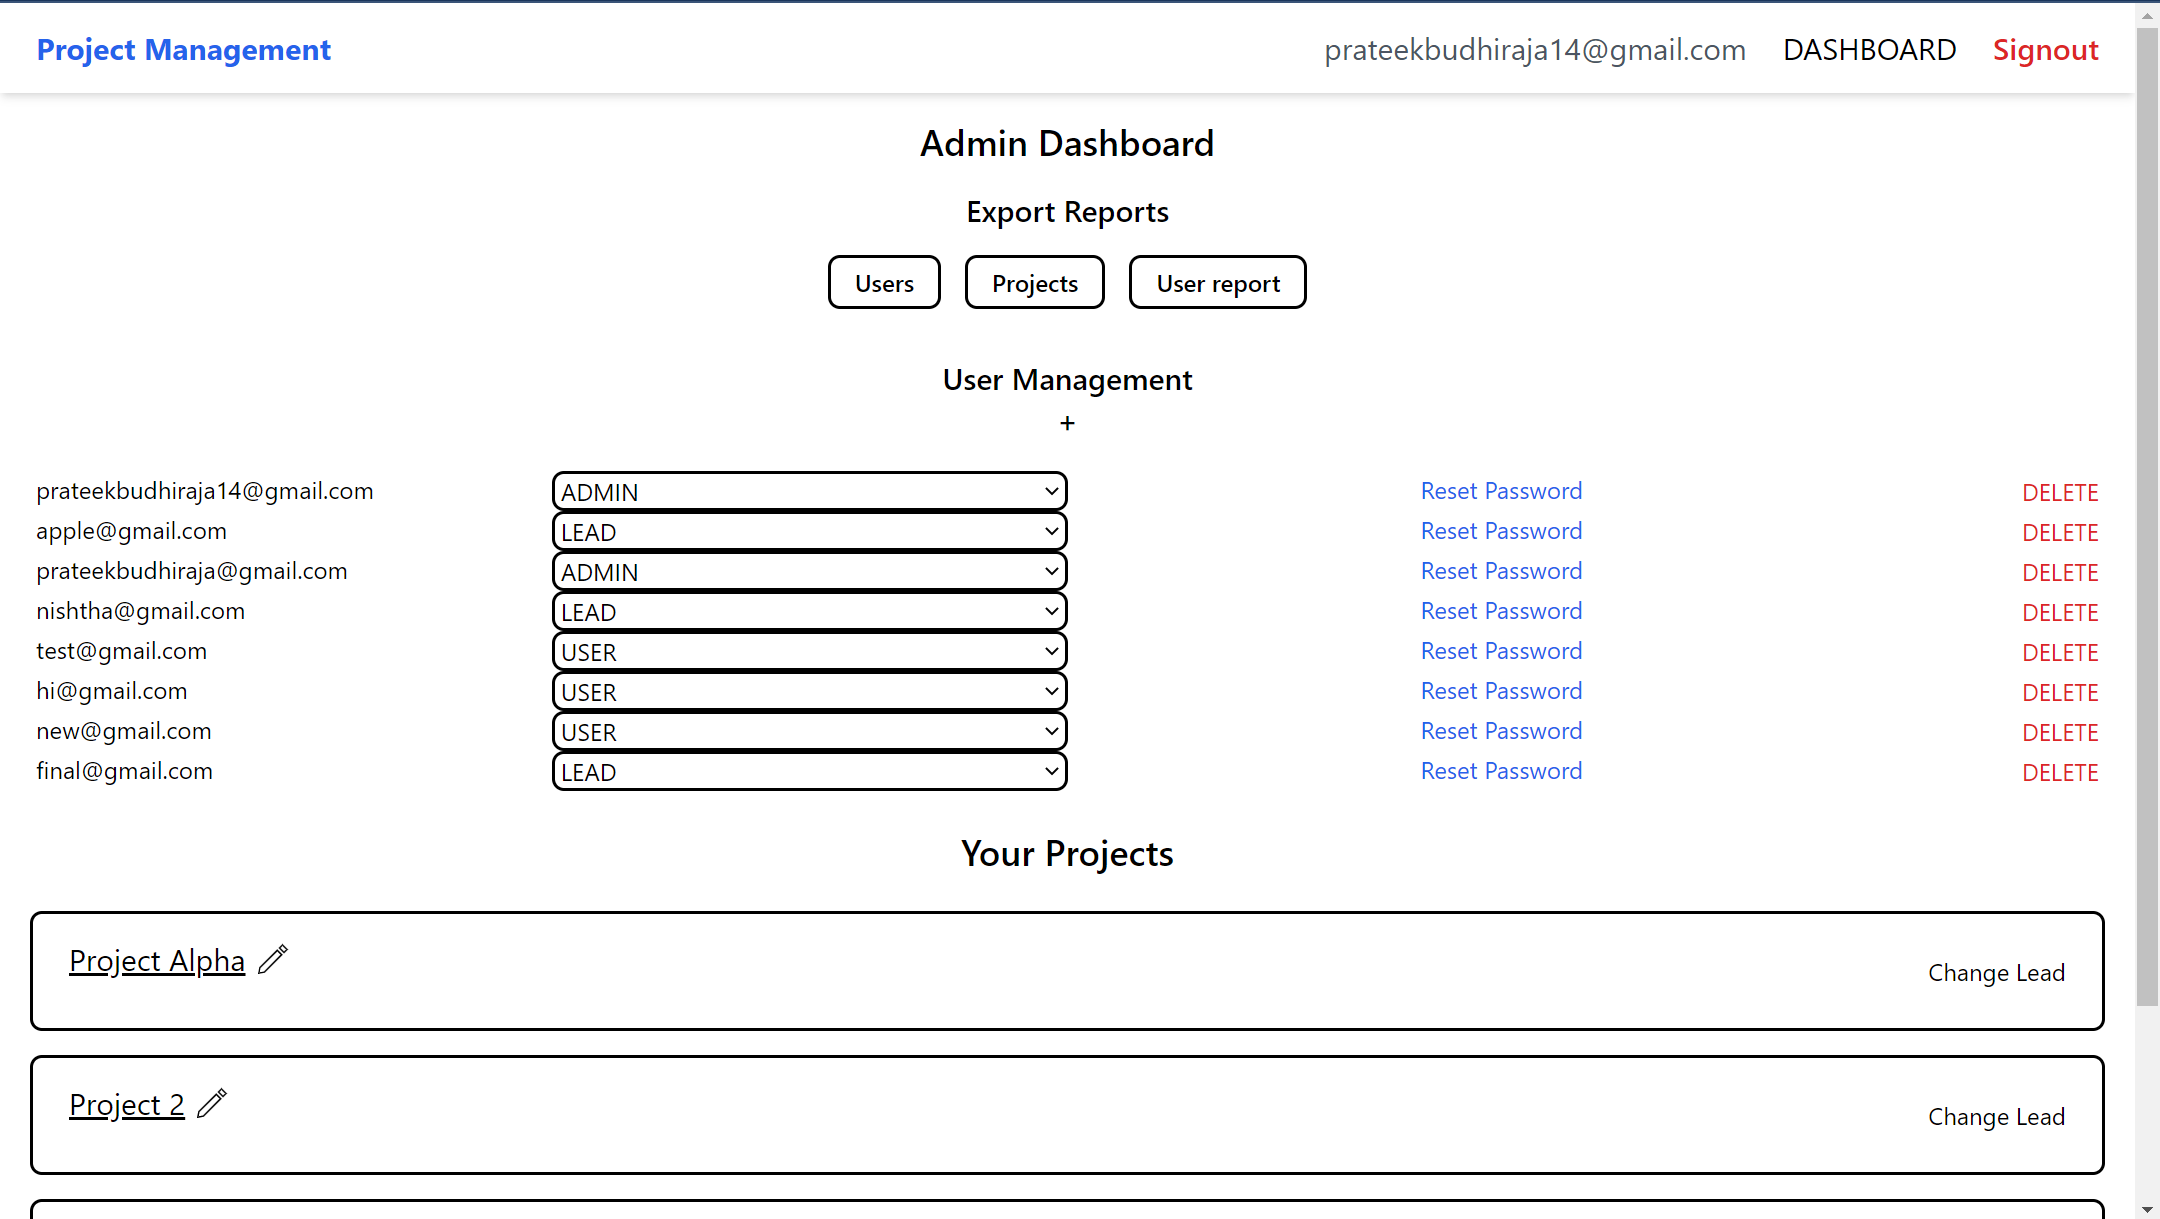 Project Management prateekbudhiraja14@gmail.com DASHBOARD Signout
Admin Dashboard
Export Reports
Users Projects User report
User Management
+
prateekbudhiraja14@gmail.com ADMIN Reset Password DELETE
apple@gmail.com LEAD Reset Password DELETE
prateekbudhiraja@gmail.com ADMIN Reset Password DELETE
nishtha@gmail.com LEAD Reset Password DELETE
test@gmail.com USER Reset Password DELETE
hi@gmail.com USER Reset Password DELETE
new@gmail.com USER Reset Password DELETE
final@gmail.com LEAD Reset Password DELETE
Your Projects
Project Alpha Change Lead
Project 2 Change Lead